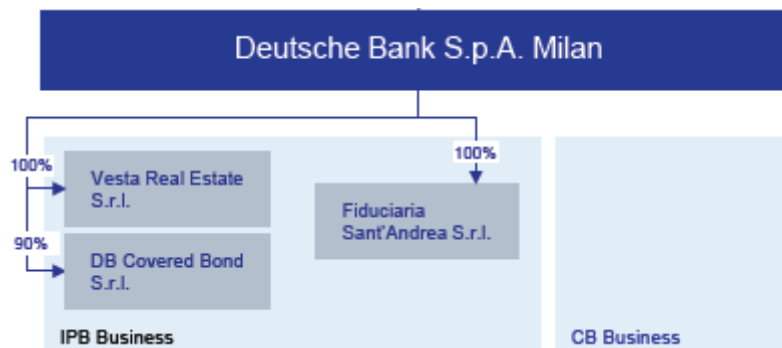 Deutsche Bank S.p.A. Milan
100%
Vesta Real Estate
S.r.l.
100%
Fiduciaria
Sant'Andrea S.r.l.
90%
DB Covered Bond
S.r.l.
IPB Business
CB Business